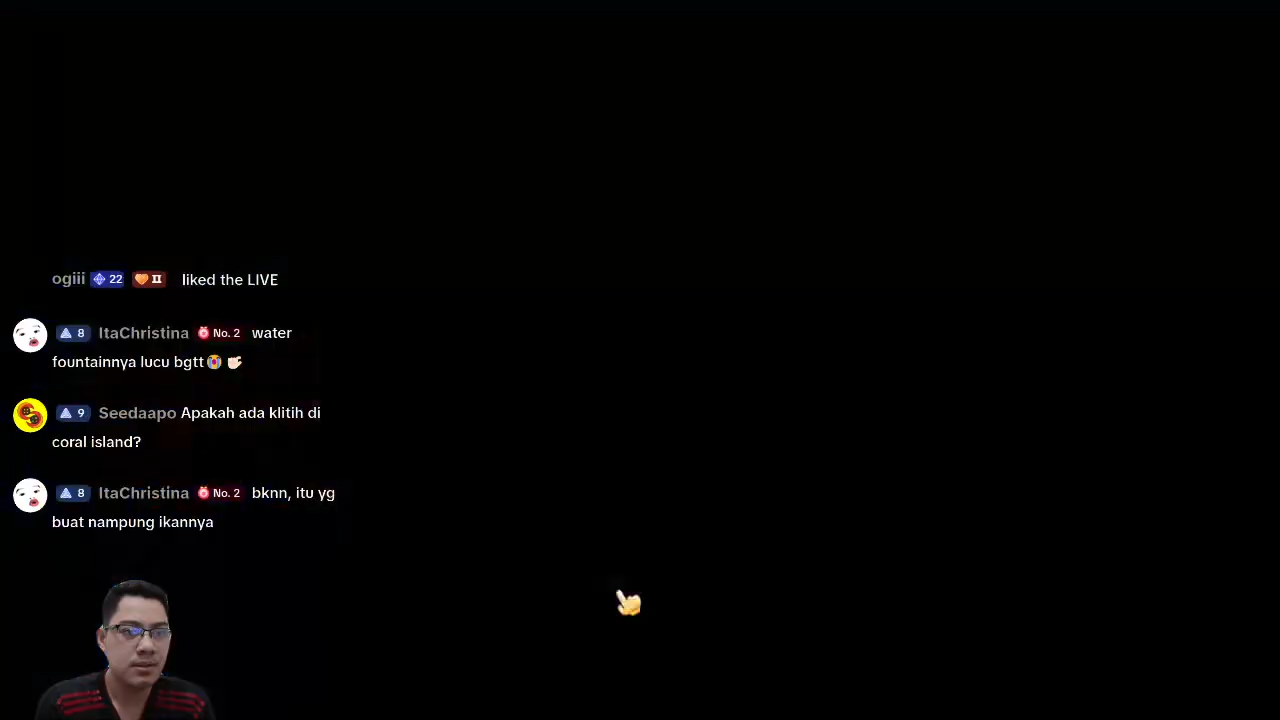 ogiii 22 II liked the LIVE
8 ItaChristina No. 2 water
fountainnya lucu bgtt😭🤏🏻
9 Seedaapo Apakah ada klitih di
coral island?
8 ItaChristina No. 2 bknn, itu yg
buat nampung ikannya